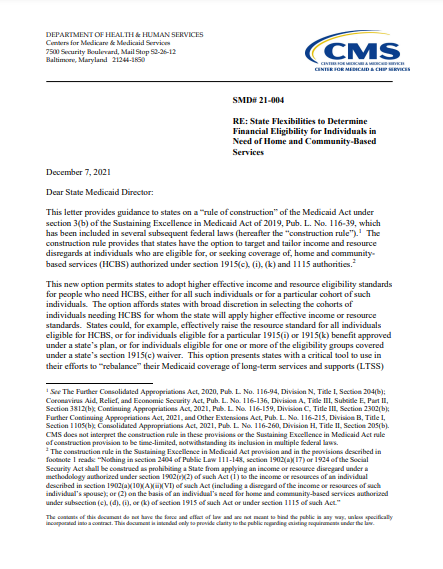 DEPARTMENT OF HEALTH & HUMAN SERVICES
Centers for Medicare & Medicaid Services
7500 Security Boulevard, Mail Stop S2-26-12
Baltimore, Maryland 21244-1850
CMS
CENTERS FOR MEDICARE & MEDICAID SERVICES
CENTER FOR MEDICAID & CHIP SERVICES
SMD# 21-004
RE: State Flexibilities to Determine
Financial Eligibility for Individuals in
Need of Home and Community-Based
Services
December 7, 2021
Dear State Medicaid Director:
This letter provides guidance to states on a “rule of construction” of the Medicaid Act under
section 3(b) of the Sustaining Excellence in Medicaid Act of 2019, Pub. L. No. 116-39, which
has been included in several subsequent federal laws (hereafter the “construction rule”).1 The
construction rule provides that states have the option to target and tailor income and resource
disregards at individuals who are eligible for, or seeking coverage of, home and community-
based services (HCBS) authorized under section 1915(c), (i), (k) and 1115 authorities.2
This new option permits states to adopt higher effective income and resource eligibility standards
for people who need HCBS, either for all such individuals or for a particular cohort of such
individuals. The option affords states with broad discretion in selecting the cohorts of
individuals needing HCBS for whom the state will apply higher effective income or resource
standards. States could, for example, effectively raise the resource standard for all individuals
eligible for HCBS, or for individuals eligible for a particular 1915(i) or 1915(k) benefit approved
under a state’s plan, or for individuals eligible for one or more of the eligibility groups covered
under a state’s section 1915(c) waiver. This option presents states with a critical tool to use in
their efforts to “rebalance” their Medicaid coverage of long-term services and supports (LTSS)
1 See The Further Consolidated Appropriations Act, 2020, Pub. L. 116-94, Division N, Title I, Section 204(b);
Coronavirus Aid, Relief, and Economic Security Act, Pub. L. 116-136, Division A, Title III, Subtitle E, Part II,
Section 3812(b); Continuing Appropriations Act, 2021, Pub. L. 116-159, Division C, Title III, Section 2302(b);
Further Continuing Appropriations Act, 2021, and Other Extensions Act, Pub. L. 116-215, Division B, Title I,
Section 1105(b); Consolidated Appropriations Act, 2021, Pub. L. 116-260, Division H, Title II, Section 205(b).
CMS does not interpret the construction rule in these provisions or the Sustaining Excellence in Medicaid Act rule
of construction provision to be time-limited, notwithstanding its inclusion in multiple federal laws.
2 The construction rule in the Sustaining Excellence in Medicaid Act provision and in the provisions described in
footnote 1 reads: “Nothing in section 2404 of Public Law 111-148, section 1902(a)(17) or 1924 of the Social
Security Act shall be construed as prohibiting a State from applying an income or resource disregard under a
methodology authorized under section 1902(r)(2) of such Act (1) to the income or resources of an individual
described in section 1902(a)(10)(A)(ii)(VI) of such Act (including a disregard of the income or resources of such
individual’s spouse); or (2) on the basis of an individual’s need for home and community-based services authorized
under subsection (c), (d), (i), or (k) of section 1915 of such Act or under section 1115 of such Act.”
The contents of this document do not have the force and effect of law and are not meant to bind the public in any way, unless specifically
incorporated into a contract. This document is intended to only provide clarity to the public regarding existing requirements under the law.